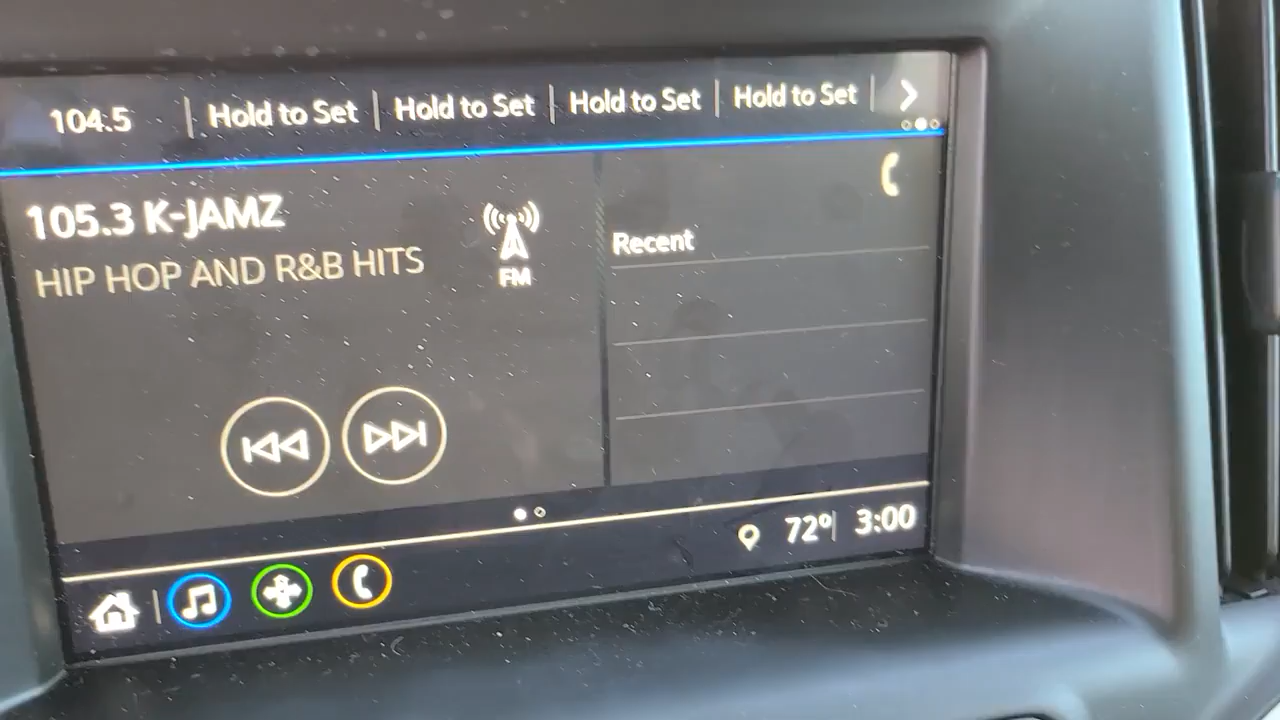 104.5 Hold to Set Hold to Set Hold to Set Hold to Set
105.3 K-JAMZ
HIP HOP AND R&B HITS
FM
Recent
72° 3:00